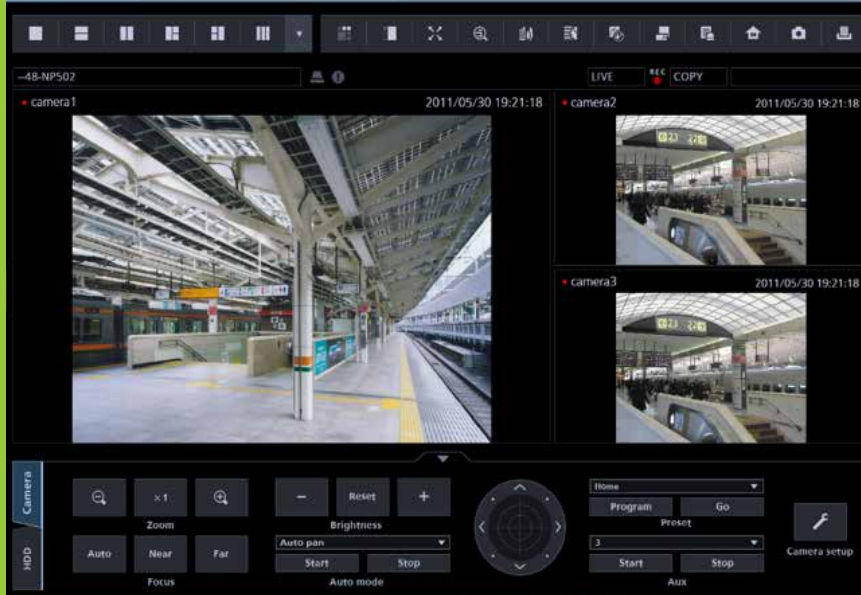 –48-NP502
LIVE
REC
COPY
camera1
2011/05/30 19:21:18
camera2
2011/05/30 19:21:18
camera3
2011/05/30 19:21:18
Camera
HDD
×1
Zoom
Auto
Near
Far
Focus
−
Reset
+
Brightness
Auto pan
Start
Stop
Auto mode
Home
Program
Go
Preset
3
Start
Stop
Aux
Camera setup